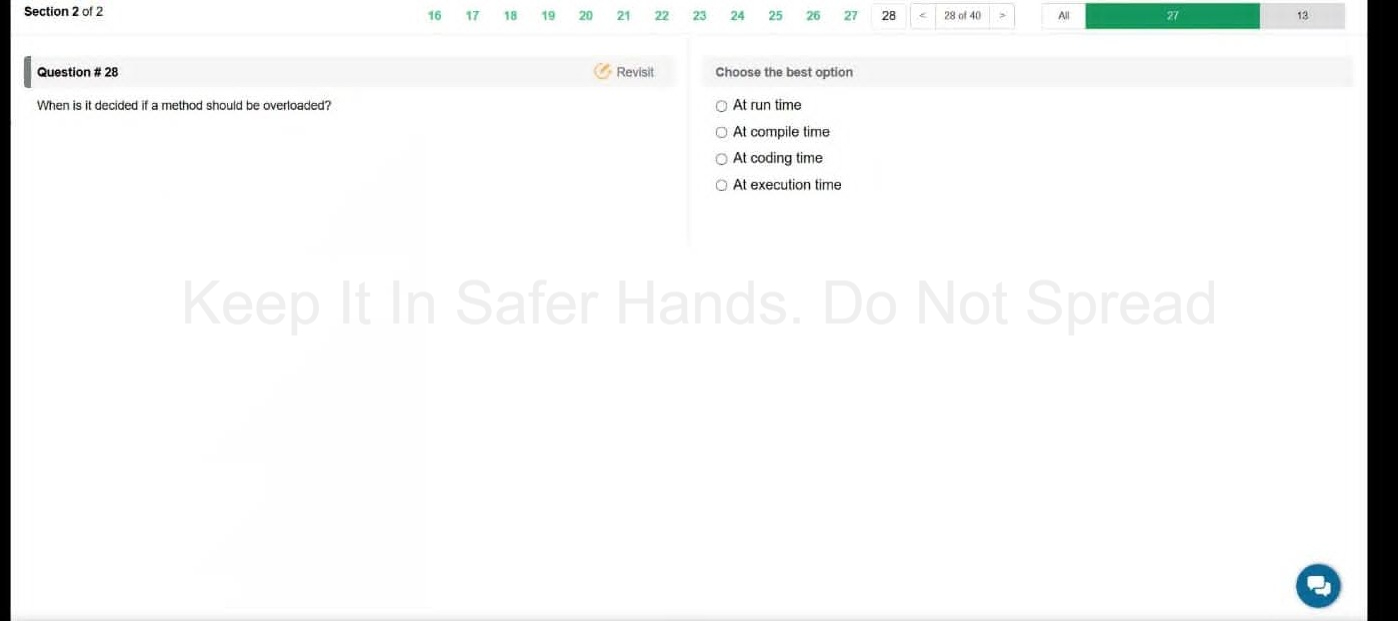 Section 2 of 2
16 17 18 19 20 21 22 23 24 25 26 27 28 < 28 of 40 > All 27 13
Question # 28
Revisit
When is it decided if a method should be overloaded?
Choose the best option
At run time
At compile time
At coding time
At execution time
Keep It In Safer Hands. Do Not Spread